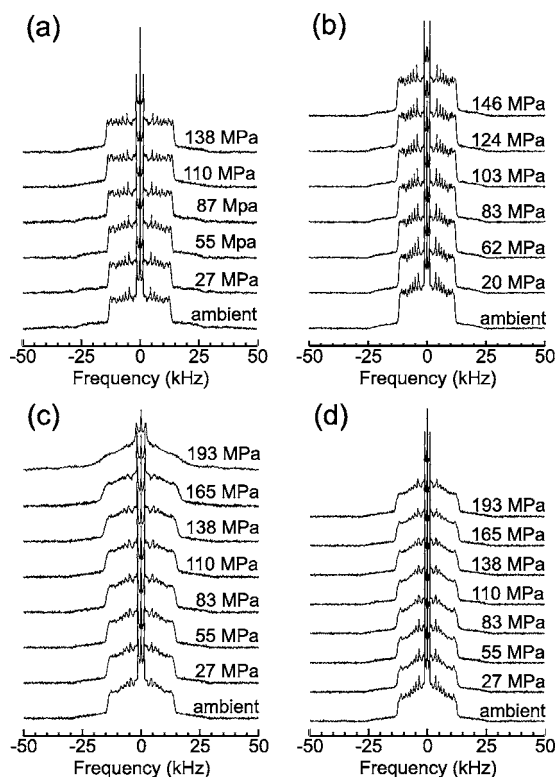 (a)
138 MPa
110 MPa
87 Mpa
55 Mpa
27 MPa
ambient
-50 -25 0 25 50
Frequency (kHz)
(b)
146 MPa
124 MPa
103 MPa
83 MPa
62 MPa
20 MPa
ambient
-50 -25 0 25 50
Frequency (kHz)
(c)
193 MPa
165 MPa
138 MPa
110 MPa
83 MPa
55 MPa
27 MPa
ambient
-50 -25 0 25 50
Frequency (kHz)
(d)
193 MPa
165 MPa
138 MPa
110 MPa
83 MPa
55 MPa
27 MPa
ambient
-50 -25 0 25 50
Frequency (kHz)